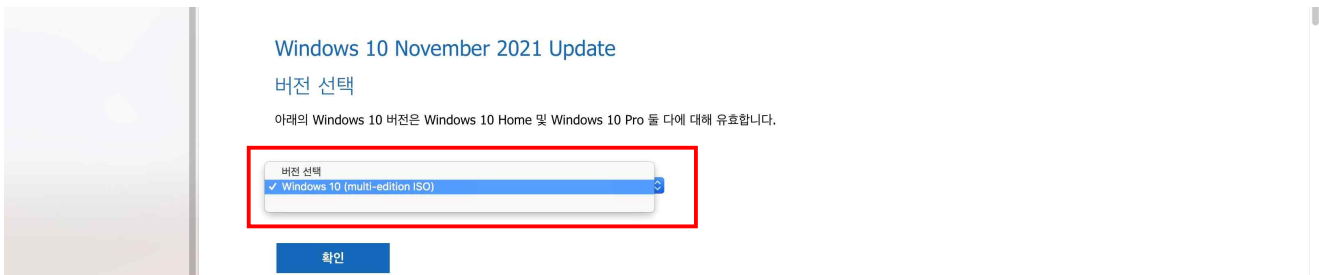 Windows 10 November 2021 Update
버전 선택
아래의 Windows 10 버전은 Windows 10 Home 및 Windows 10 Pro 둘 다에 대해 유효합니다.
버전 선택
✓ Windows 10 (multi-edition ISO)
확인